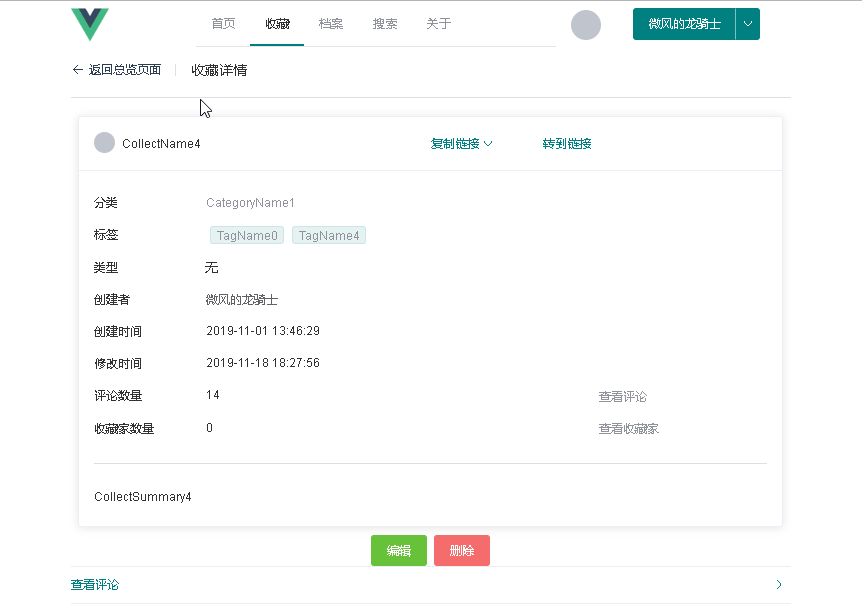 首页 收藏 档案 搜索 关于 微风的龙骑士
返回总览页面 收藏详情
CollectName4 复制链接 转到链接
分类 CategoryName1
标签 TagName0 TagName4
类型 无
创建者 微风的龙骑士
创建时间 2019-11-01 13:46:29
修改时间 2019-11-18 18:27:56
评论数量 14 查看评论
收藏家数量 0 查看收藏家
CollectSummary4
编辑 删除
查看评论